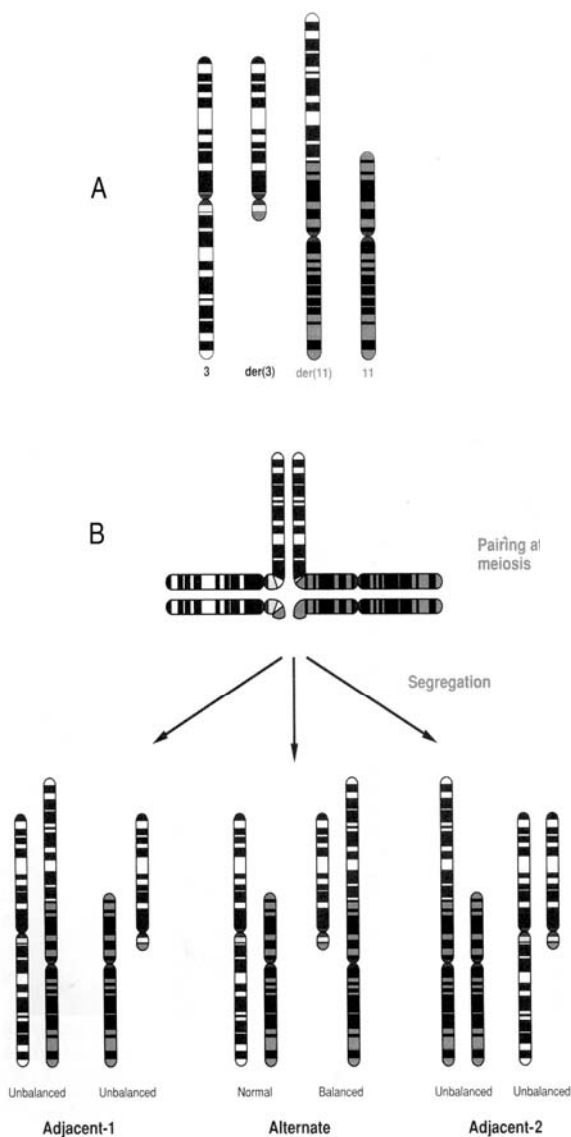 A
3 der(3) der(11) 11
B
Pairing at
meiosis
Segregation
Unbalanced Unbalanced Normal Balanced Unbalanced Unbalanced
Adjacent-1 Alternate Adjacent-2